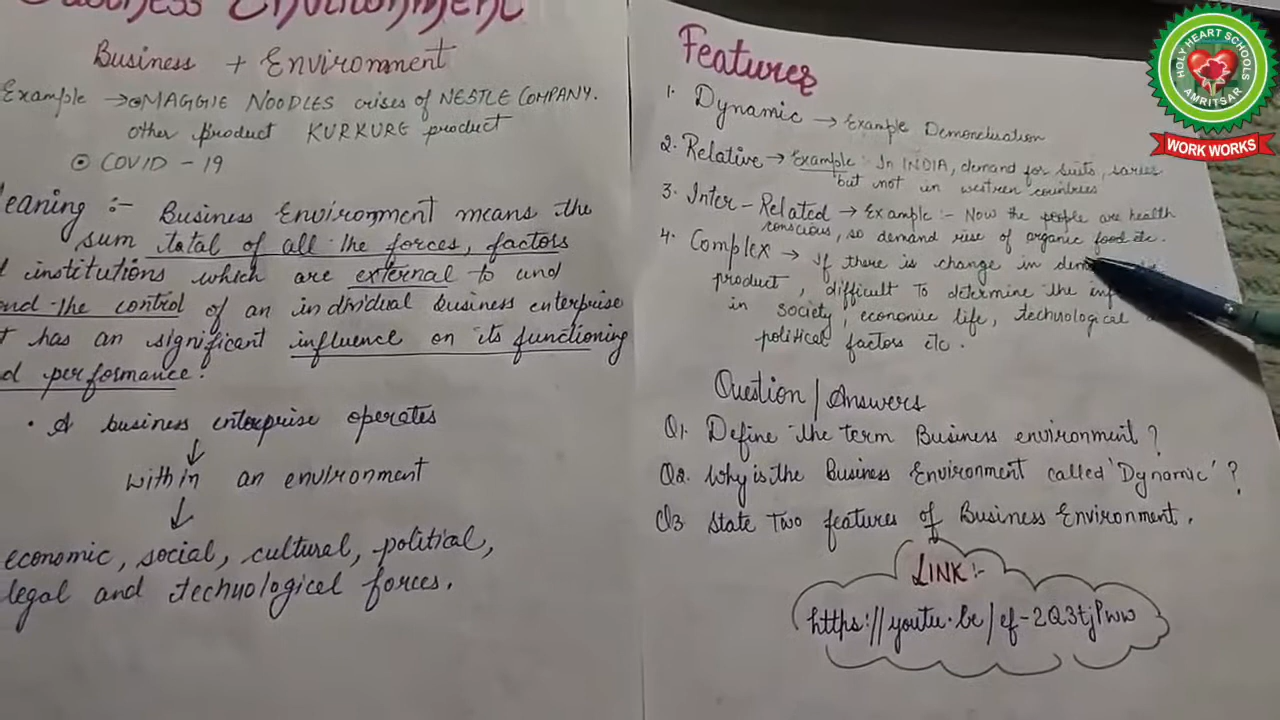 Business Environment
Business + Environment
Example → ⊙ MAGGIE NOODLES crises of NESTLE COMPANY.
other product KURKURE product
⊙ COVID - 19
eaning :- Business Environment means the
sum total of all the forces, factors
d institutions which are external to and
ond the control of an individual business enterprise
t has an significant influence on its functioning
d performance.
• A business enterprise operates
↓
within an environment
↓
economic, social, cultural, political,
legal and technological forces.
Features
1. Dynamic → Example Demonetisation
2. Relative → Example :- In INDIA, demand for suits, saries
but not in western countries
3. Inter - Related → Example :- Now the people are health
conscious, so demand rise of organic food etc.
4. Complex → If there is change in dem
product, difficult to determine the inf
in society, economic life, technological
political factors etc.
Question / Answers
Q1. Define the term Business environment?
Q2. Why is the Business Environment called 'Dynamic'?
Q3 State Two features of Business Environment.
LINK :-
https://youtu.be/ef-2Q3tjPww
HOLY HEART SCHOOLS
AMRITSAR
WORK WORKS